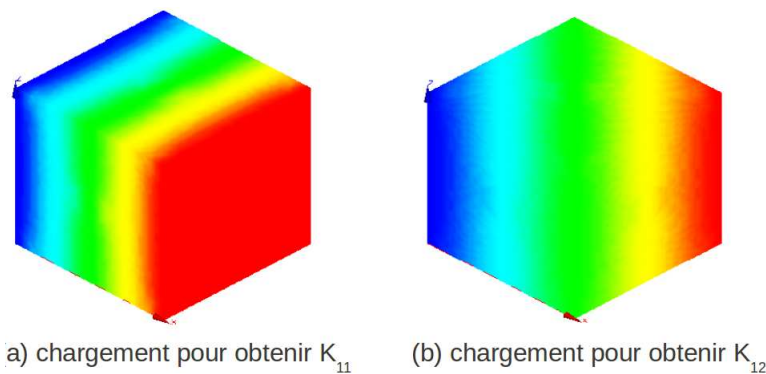 (a) chargement pour obtenir K11
(b) chargement pour obtenir K12